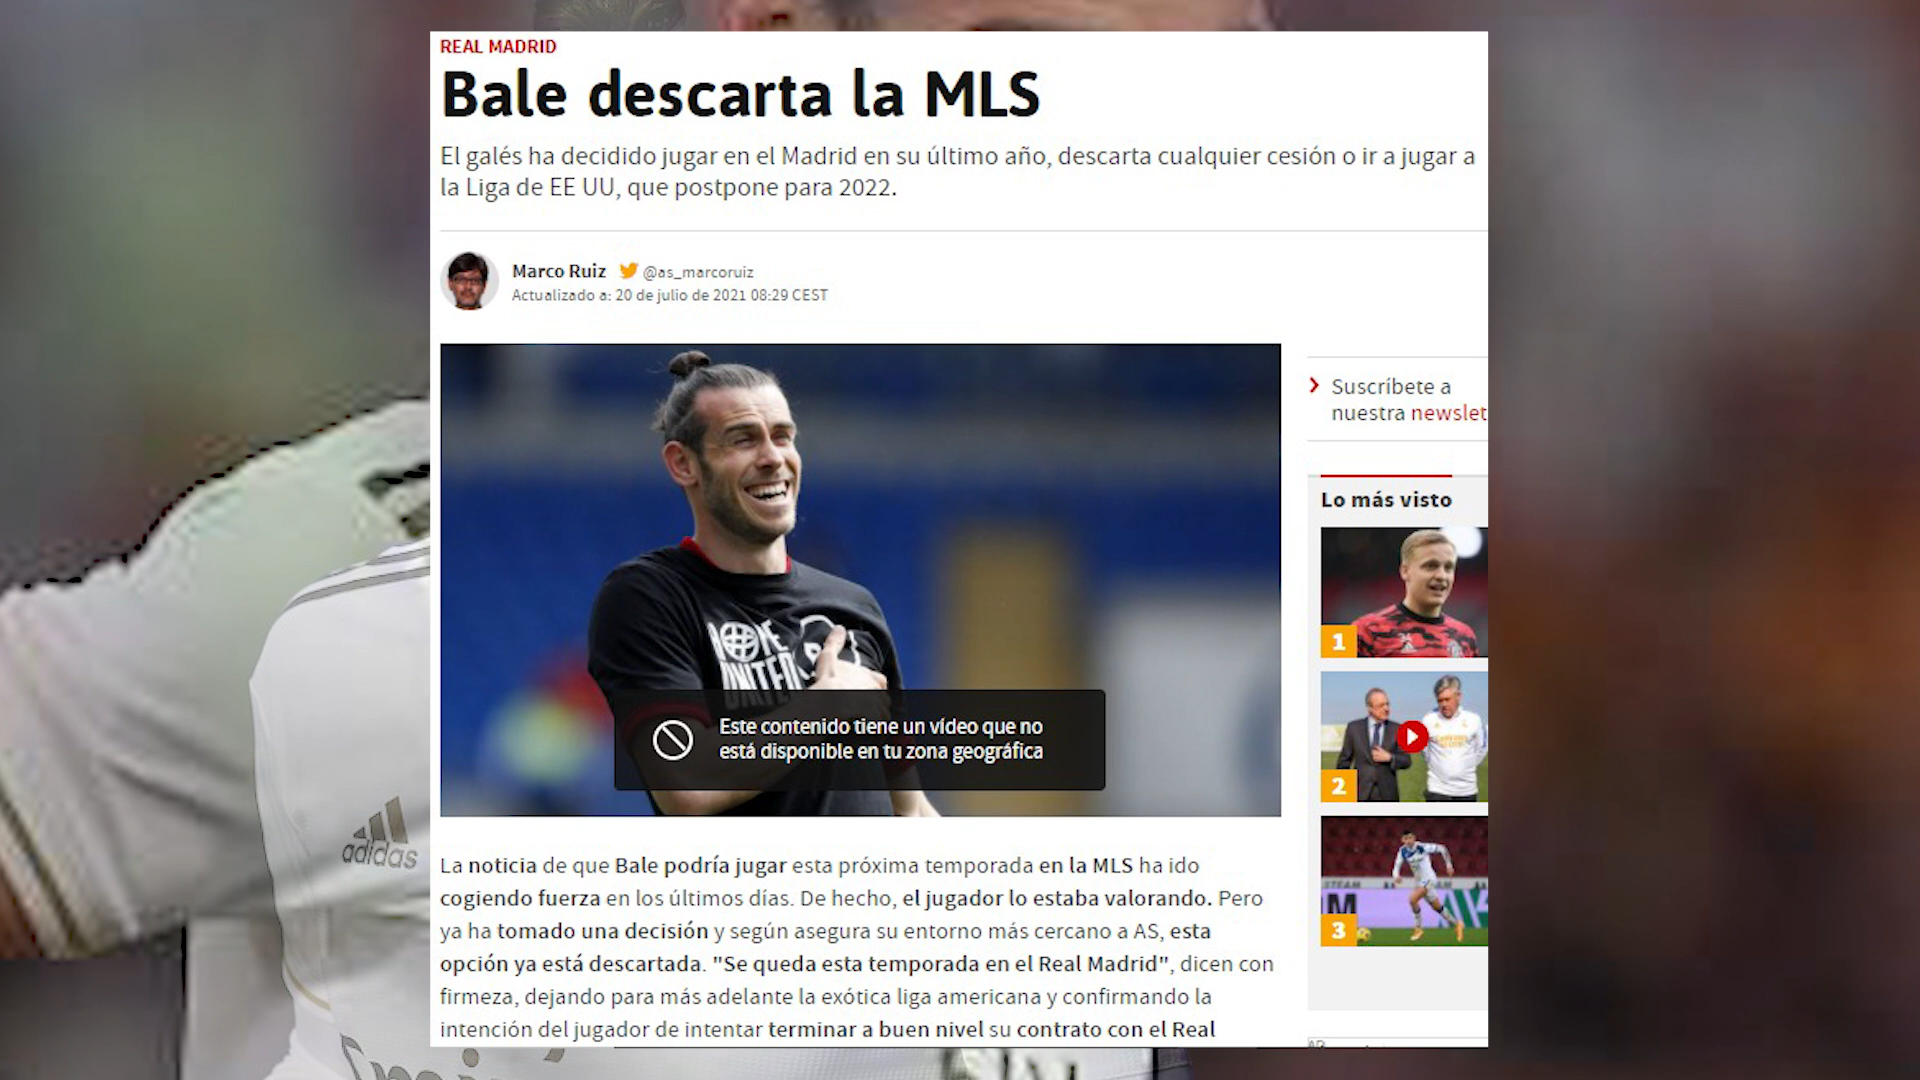 REAL MADRID
Bale descarta la MLS
El galés ha decidido jugar en el Madrid en su último año, descarta cualquier cesión o ir a jugar a
la Liga de EE UU, que postpone para 2022.
Marco Ruiz @as_marcoruiz
Actualizado a: 20 de julio de 2021 08:29 CEST
Suscríbete a
nuestra newslet
Lo más visto
1
2
3
UNITED
Este contenido tiene un vídeo que no
está disponible en tu zona geográfica
adidas
La noticia de que Bale podría jugar esta próxima temporada en la MLS ha ido
cogiendo fuerza en los últimos días. De hecho, el jugador lo estaba valorando. Pero
ya ha tomado una decisión y según asegura su entorno más cercano a AS, esta
opción ya está descartada. "Se queda esta temporada en el Real Madrid", dicen con
firmeza, dejando para más adelante la exótica liga americana y confirmando la
intención del jugador de intentar terminar a buen nivel su contrato con el Real